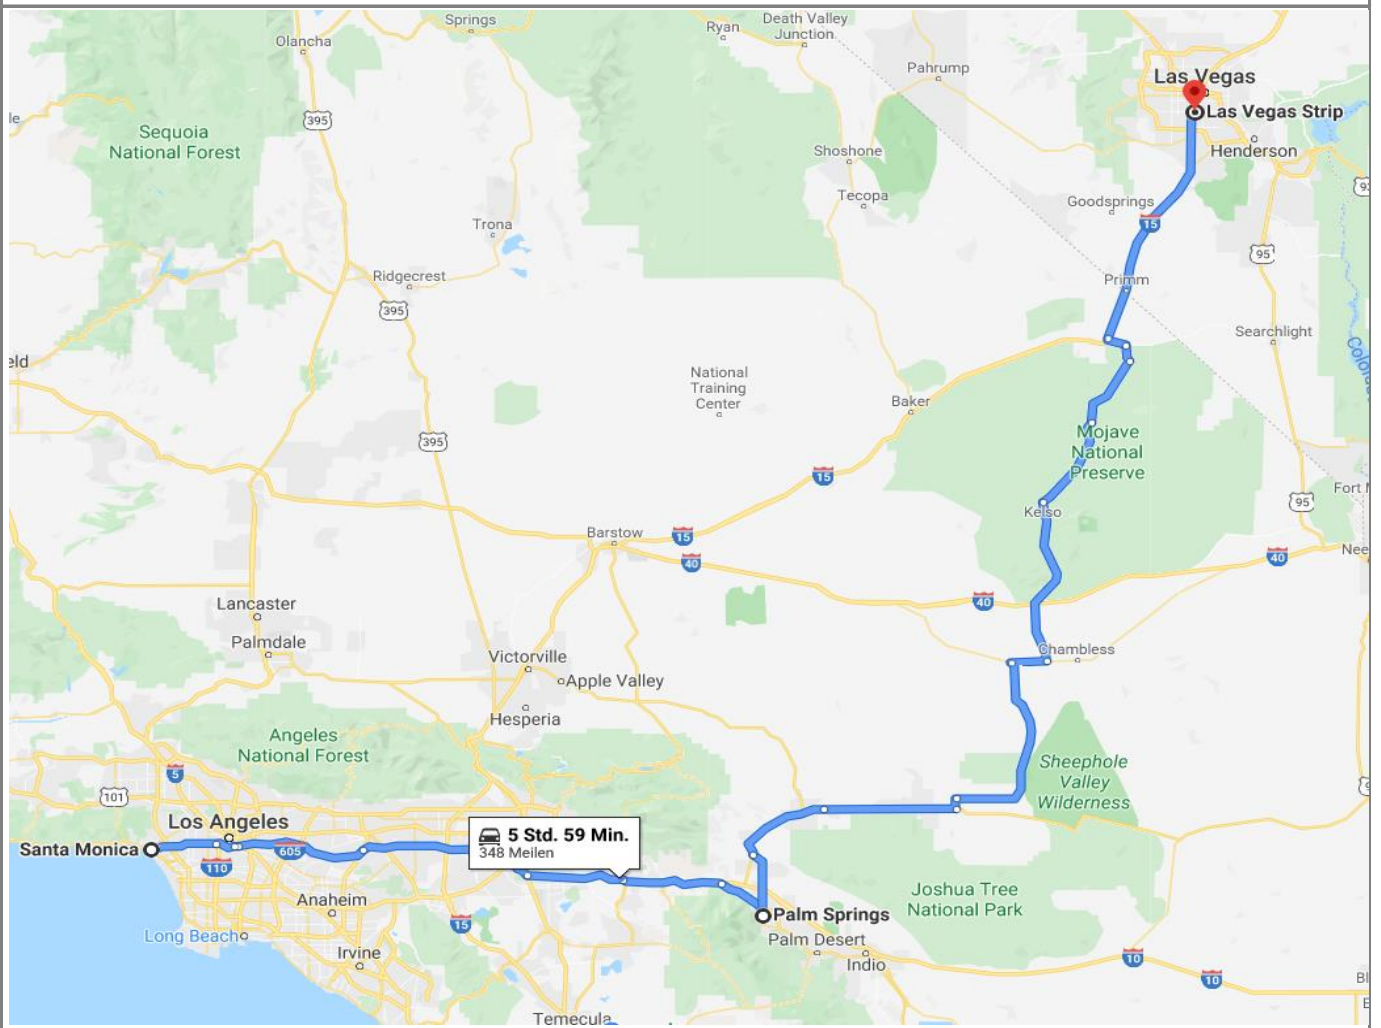 Springs
Olancha
Ryan
Death Valley
Junction
Pahrump
Las Vegas
Las Vegas Strip
Henderson
395
Sequoia
National Forest
Shoshone
Tecopa
Goodsprings
15
95
Trona
Ridgecrest
395
Primm
Searchlight
National
Training
Center
Baker
395
Mojave
National
Preserve
15
Kelso
95
Barstow
15
40
40
40
Lancaster
Palmdale
Victorville
Apple Valley
Hesperia
Chambless
Angeles
National Forest
Sheephole
Valley
Wilderness
5
101
Los Angeles
Santa Monica
605
110
5 Std. 59 Min.
348 Meilen
Anaheim
Long Beach
Irvine
15
Palm Springs
Palm Desert
Indio
Joshua Tree
National Park
10
10
Temecula